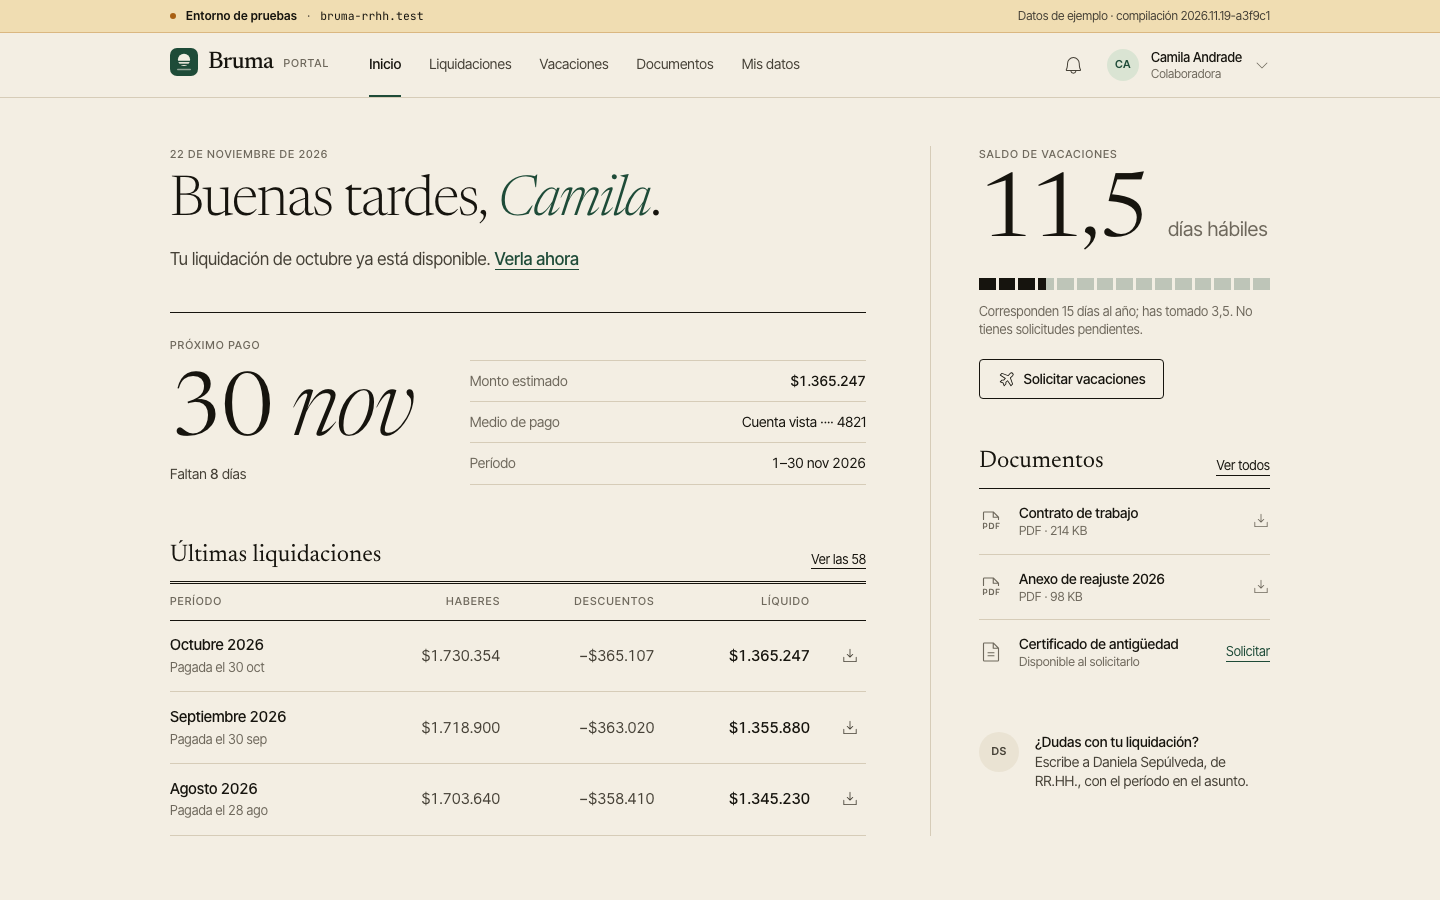 Entorno de pruebas · bruma-rrhh.test
Datos de ejemplo · compilación 2026.11.19-a3f9c1
Bruma PORTAL
Inicio
Liquidaciones
Vacaciones
Documentos
Mis datos
CA
Camila Andrade
Colaboradora
22 DE NOVIEMBRE DE 2026
Buenas tardes, Camila.
Tu liquidación de octubre ya está disponible. Verla ahora
PRÓXIMO PAGO
30 nov
Faltan 8 días
Monto estimado $1.365.247
Medio de pago Cuenta vista ···· 4821
Período 1–30 nov 2026
Últimas liquidaciones
Ver las 58
PERÍODO HABERES DESCUENTOS LÍQUIDO
Octubre 2026
Pagada el 30 oct
$1.730.354 −$365.107 $1.365.247
Septiembre 2026
Pagada el 30 sep
$1.718.900 −$363.020 $1.355.880
Agosto 2026
Pagada el 28 ago
$1.703.640 −$358.410 $1.345.230
SALDO DE VACACIONES
11,5 días hábiles
Corresponden 15 días al año; has tomado 3,5. No
tienes solicitudes pendientes.
Solicitar vacaciones
Documentos
Ver todos
PDF
Contrato de trabajo
PDF · 214 KB
PDF
Anexo de reajuste 2026
PDF · 98 KB
Certificado de antigüedad
Disponible al solicitarlo
Solicitar
DS
¿Dudas con tu liquidación?
Escribe a Daniela Sepúlveda, de
RR.HH., con el período en el asunto.